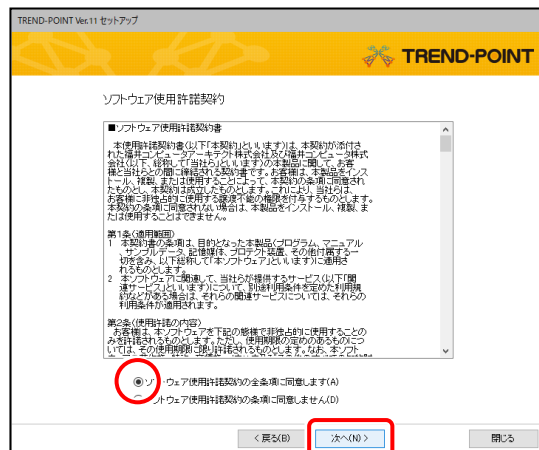 TREND-POINT Ver.11 セットアップ
TREND-POINT
ソフトウェア使用許諾契約
■ソフトウェア使用許諾契約書
本使用許諾契約書(以下「本契約」といいます)は、本契約が添付さ
れた福井コンピュータアーキテクト株式会社及び福井コンピュータ株式
会社(以下、総称して「当社ら」といいます)の本製品に関して、お客
様と当社らとの間に締結される契約書です。お客様は、本製品をインス
トール、複製、または使用することによって、本契約の条項に同意され
たものとし、本契約は成立したものとします。これにより、当社らは、
お客様に非独占的に使用する譲渡不能の権限を付与するものとします。
本契約の条項に同意されない場合は、本製品をインストール、複製、ま
たは使用することはできません。
第1条(適用範囲)
1 本契約書の条項は、目的となった本製品(プログラム、マニュアル
、サンプルデータ、記憶媒体、プロテクト装置、その他付属する一
切を含み、以下総称して「本ソフトウェア」といいます)に適用さ
れるものとします。
2 本ソフトウェアに関連して、当社らが提供するサービス(以下「関
連サービス」といいます)について、別途利用条件を定めた利用規
約などがある場合は、それらの関連サービスについては、それらの
利用条件が適用されます。
第2条(使用許諾の内容)
お客様は、本ソフトウェアを下記の態様で非独占的に使用することの
みを許諾されるものとします。ただし、使用期限の定めのあるものにつ
いては、その使用期限に限り許諾されるものとします。なお、本ソフト
ソフトウェア使用許諾契約の全条項に同意します(A)
フトウェア使用許諾契約の条項に同意しません(D)
< 戻る(B)
次へ(N) >
閉じる